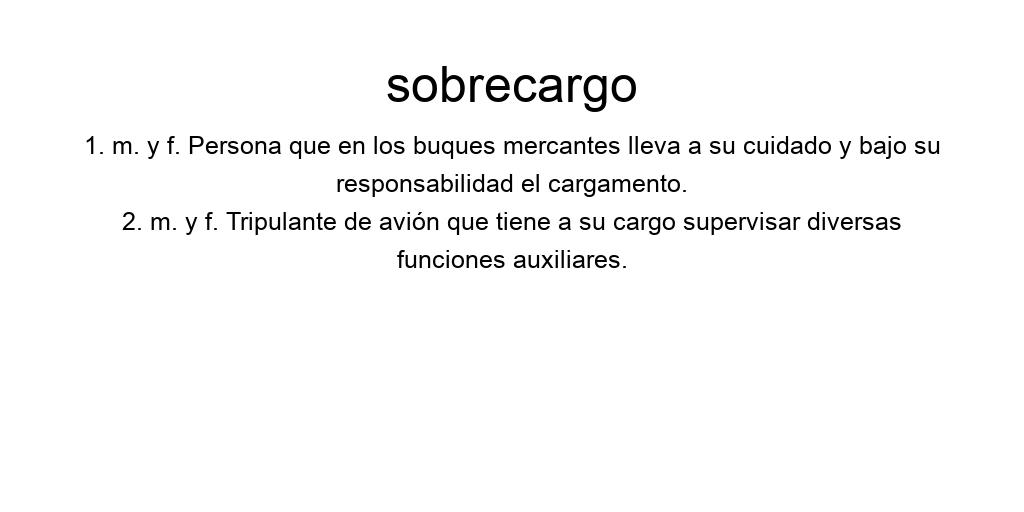 sobrecargo
1. m. y f. Persona que en los buques mercantes lleva a su cuidado y bajo su
responsabilidad el cargamento.
2. m. y f. Tripulante de avión que tiene a su cargo supervisar diversas
funciones auxiliares.